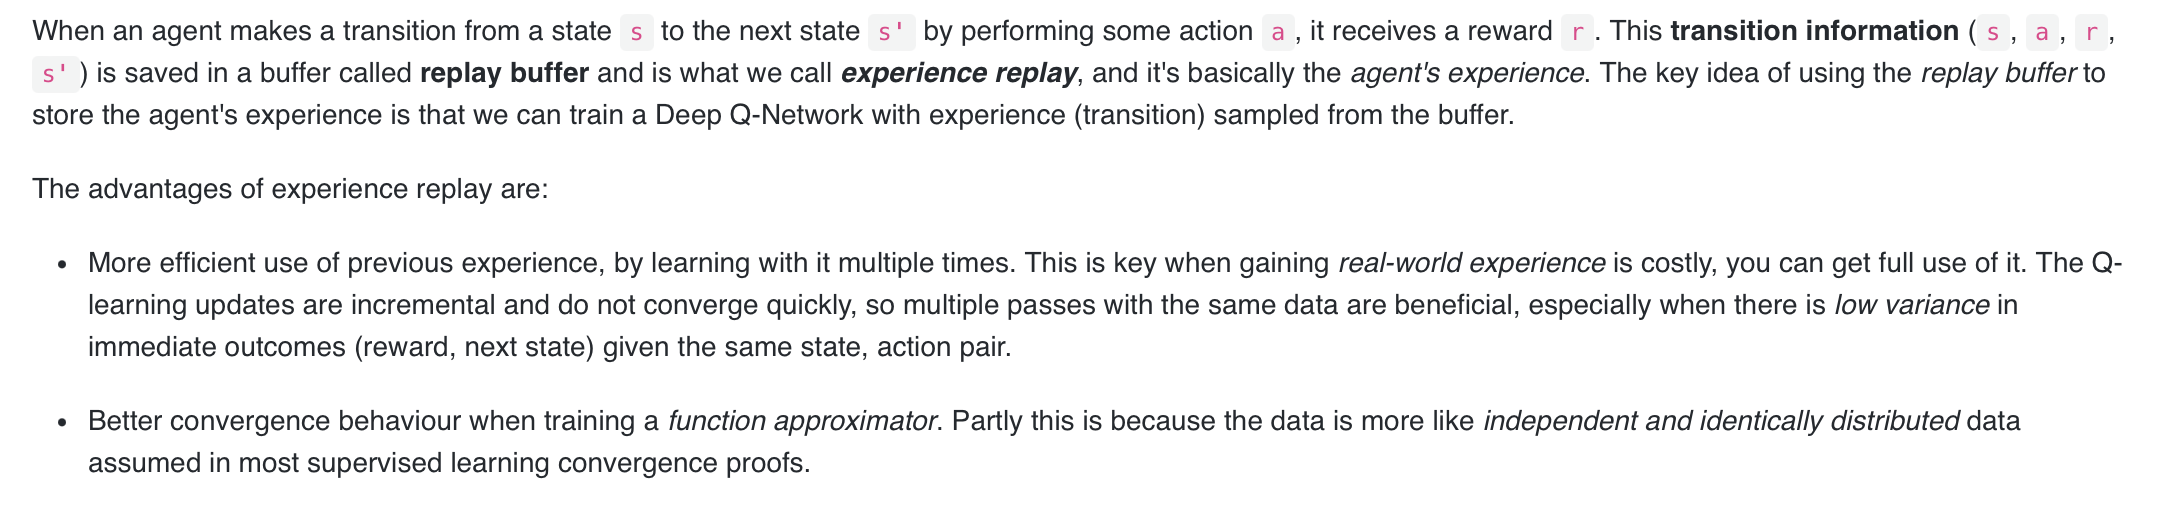 When an agent makes a transition from a state s to the next state s' by performing some action a, it receives a reward r. This transition information (s, a, r,
s') is saved in a buffer called replay buffer and is what we call experience replay, and it's basically the agent's experience. The key idea of using the replay buffer to
store the agent's experience is that we can train a Deep Q-Network with experience (transition) sampled from the buffer.
The advantages of experience replay are:
• More efficient use of previous experience, by learning with it multiple times. This is key when gaining real-world experience is costly, you can get full use of it. The Q-
learning updates are incremental and do not converge quickly, so multiple passes with the same data are beneficial, especially when there is low variance in
immediate outcomes (reward, next state) given the same state, action pair.
• Better convergence behaviour when training a function approximator. Partly this is because the data is more like independent and identically distributed data
assumed in most supervised learning convergence proofs.